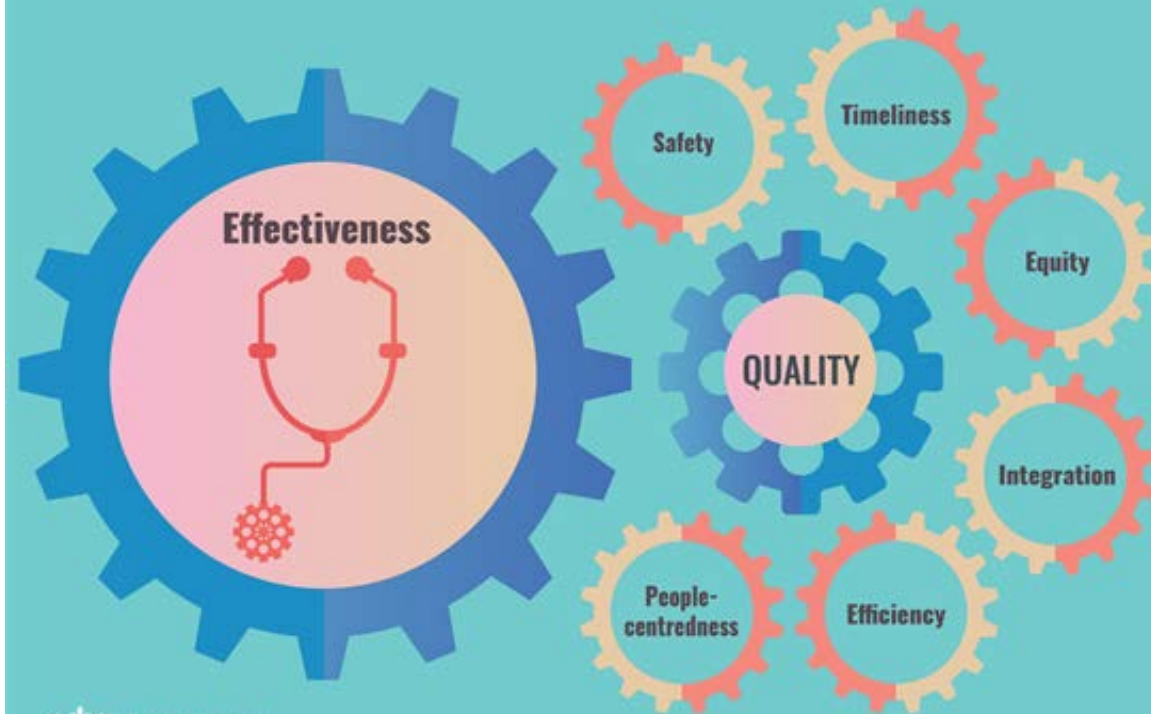 Effectiveness
Safety
Timeliness
Equity
QUALITY
Integration
People-
centredness
Efficiency